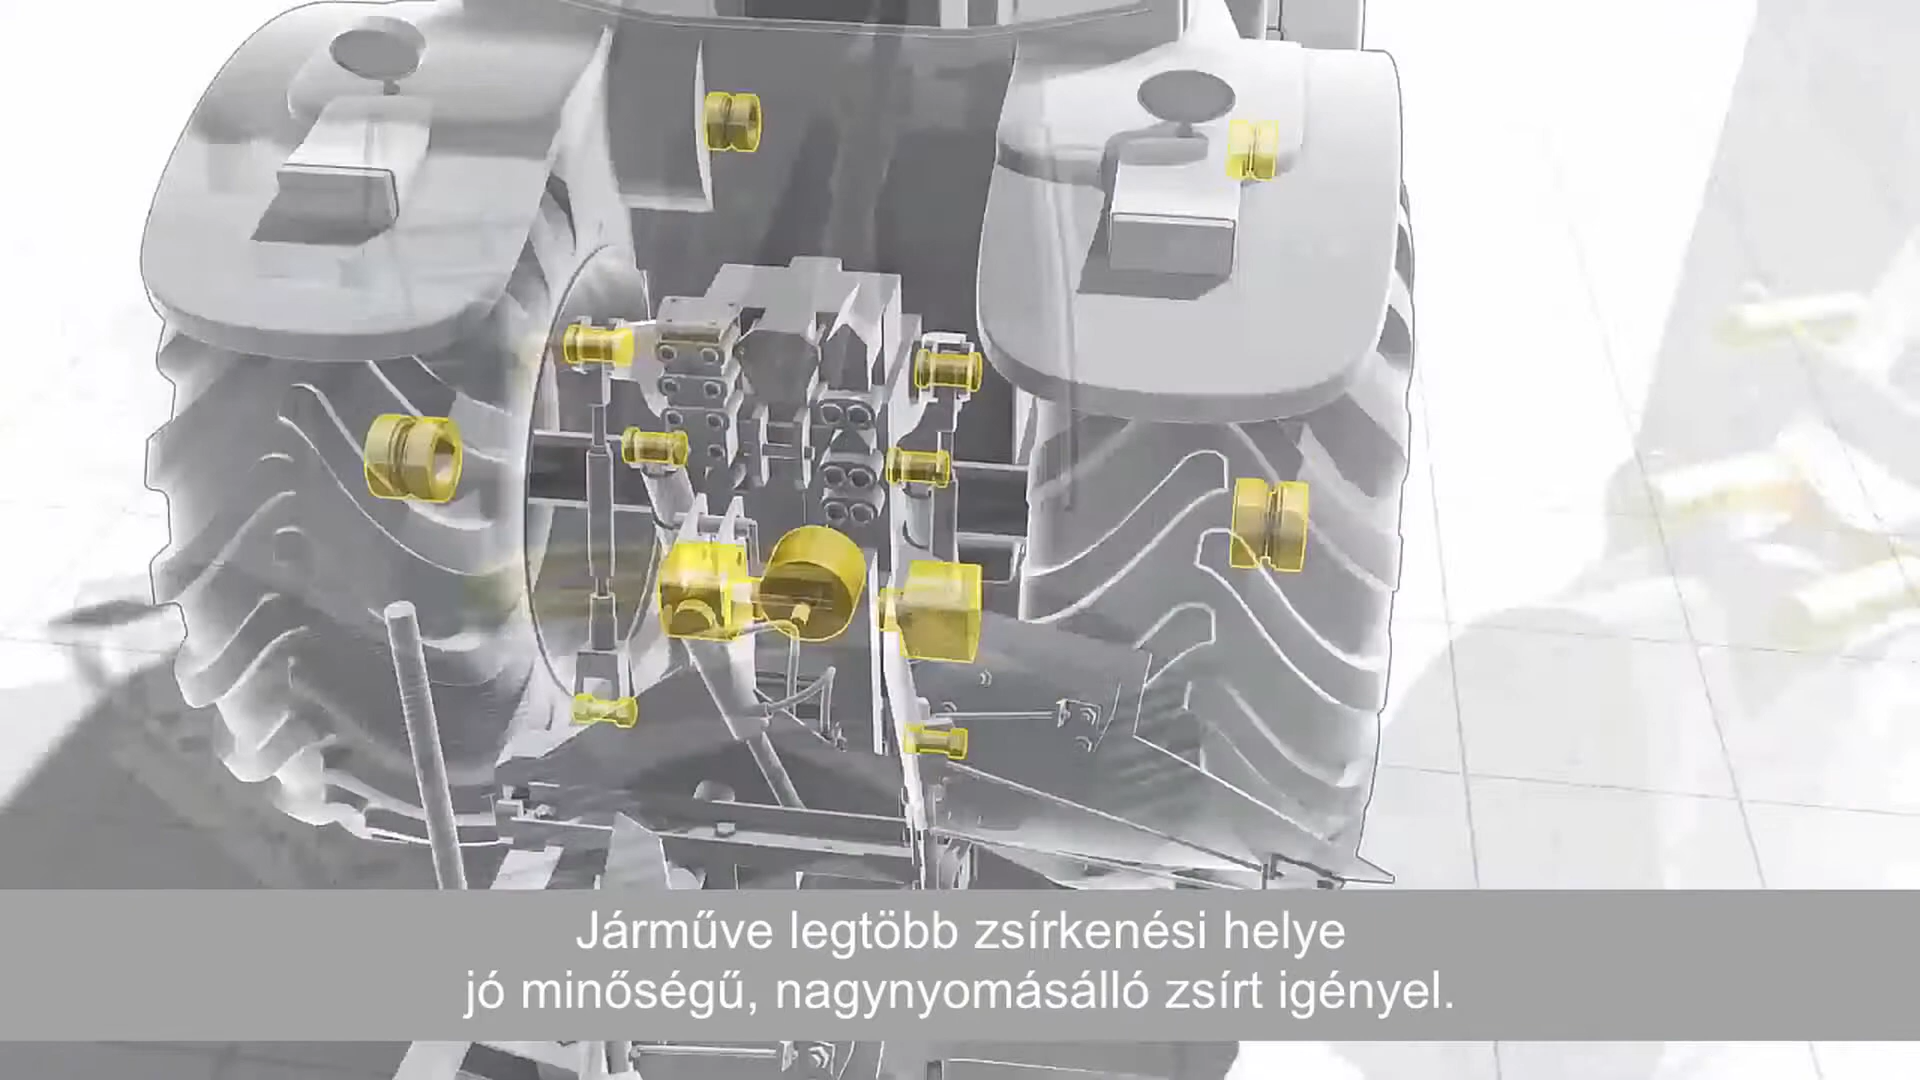 Járműve legtöbb zsírkenési helye
jó minőségű, nagynyomásálló zsírt igényel.